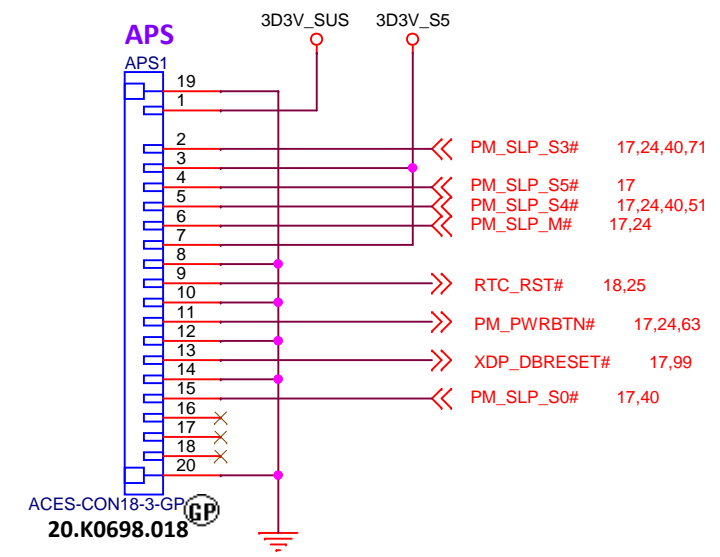 3D3V_SUS 3D3V_S5
APS
APS1
19
1
2 PM_SLP_S3# 17,24,40,71
3
4 PM_SLP_S5# 17
5 PM_SLP_S4# 17,24,40,51
6 PM_SLP_M# 17,24
7
8
9 RTC_RST# 18,25
10
11 PM_PWRBTN# 17,24,63
12
13 XDP_DBRESET# 17,99
14
15 PM_SLP_S0# 17,40
16
17
18
20
ACES-CON18-3-GP GP
20.K0698.018